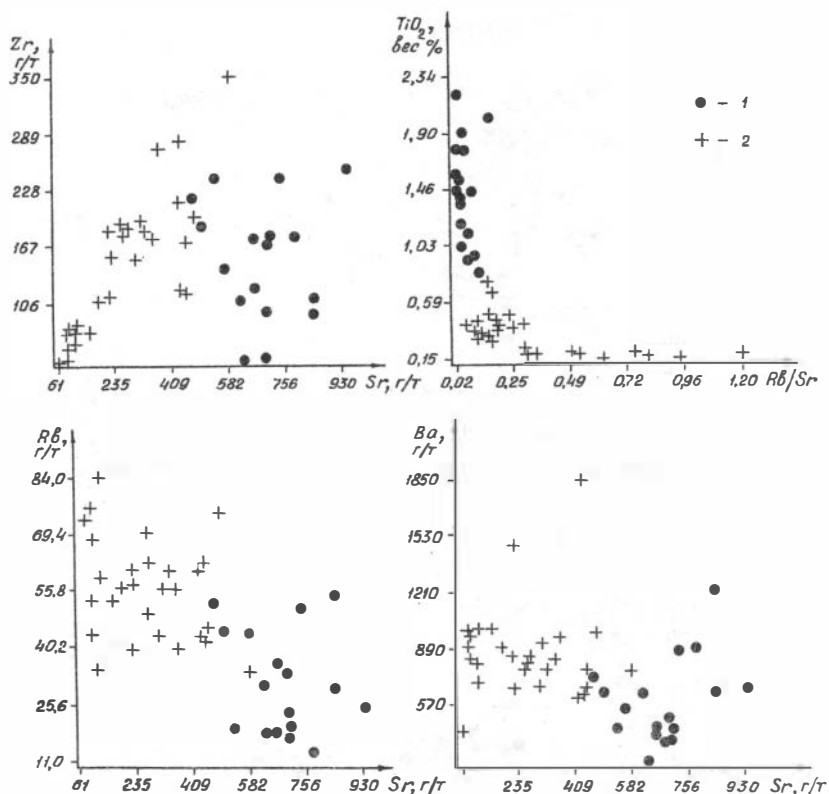 Zr,
г/т
350
289
228
167
106
61 235 409 582 756 930 Sr, г/т
TiO₂,
вес %
2,34
1,90
1,46
1,03
0,59
0,15
0,02 0,25 0,49 0,72 0,96 1,20 Rв/Sr
● – 1
+ – 2
Rв,
г/т
84,0
69,4
55,8
40,2
25,6
11,0
61 235 409 582 756 930 Sr, г/т
Ba,
г/т
1850
1530
1210
890
570
235 409 582 756 930 Sr, г/т